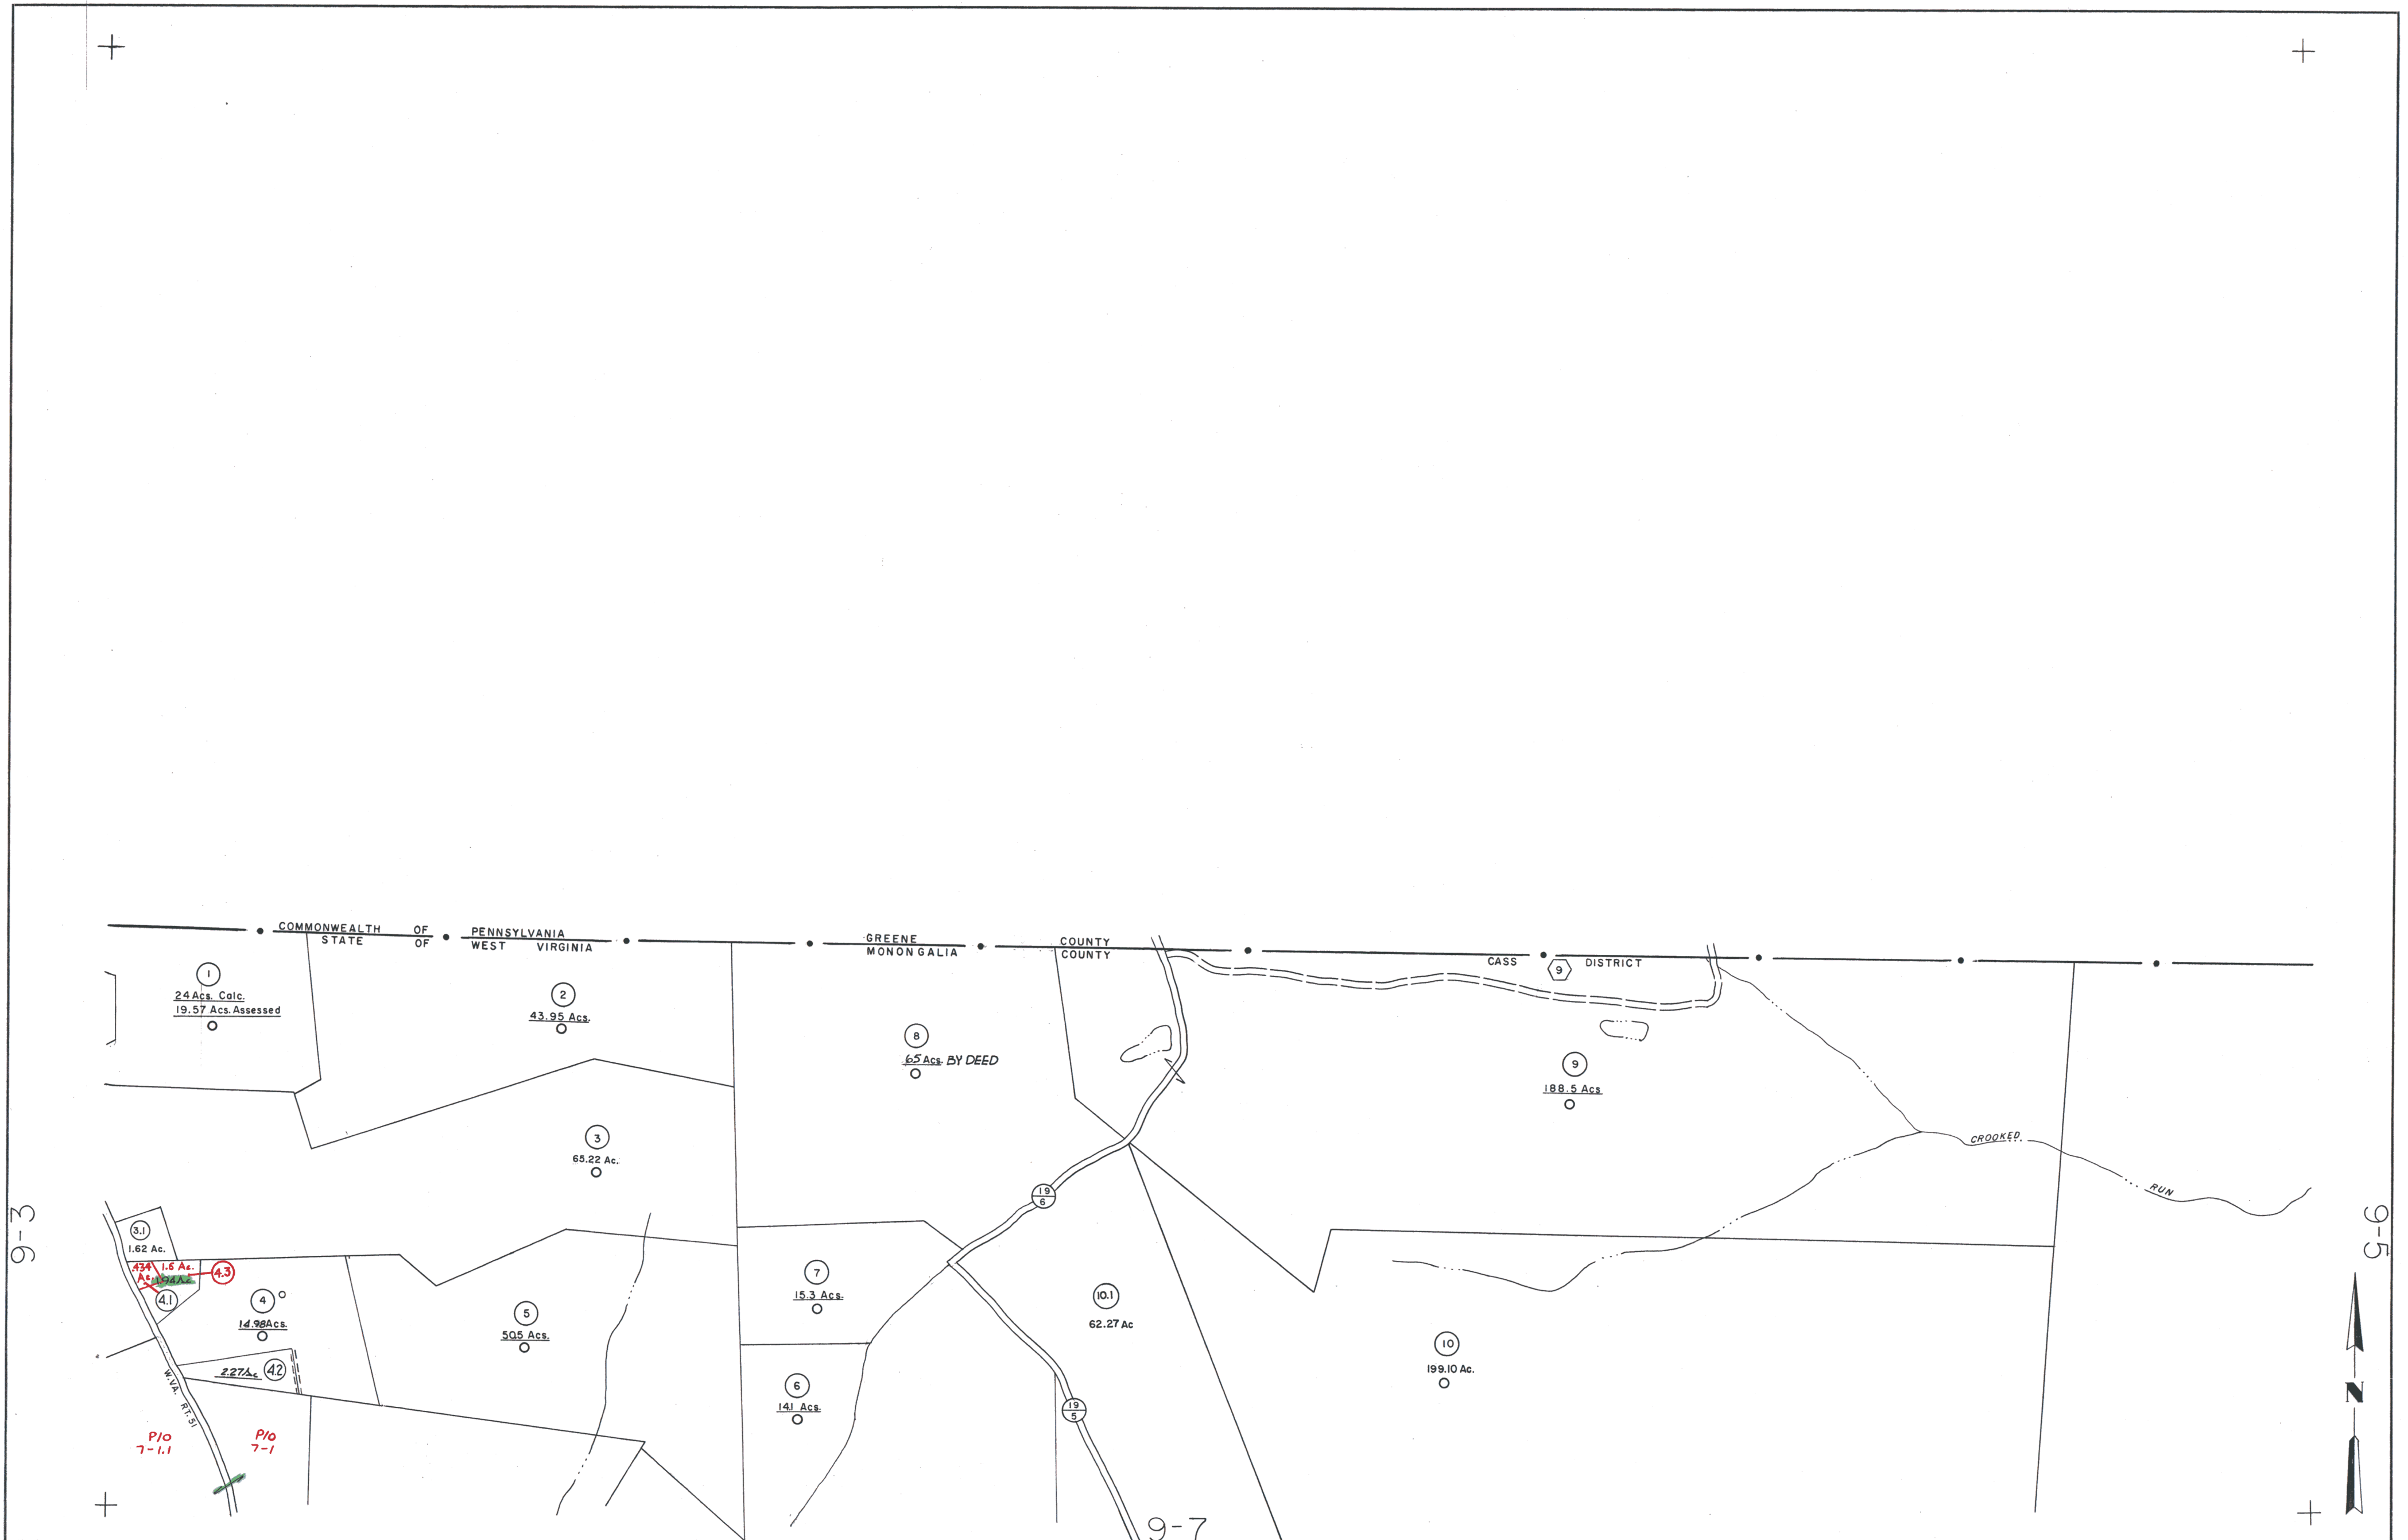 COMMONWEALTH OF PENNSYLVANIA
STATE OF WEST VIRGINIA
GREENE COUNTY
MONONGALIA COUNTY
CASS 9 DISTRICT
1
24 Acs. Calc.
19.57 Acs. Assessed
2
43.95 Acs.
8
65 Acs. BY DEED
9
188.5 Acs
3
65.22 Ac.
CROOKED
RUN
19
6
9-3
9-5
3.1
1.62 Ac.
.434 Ac.
1.6 Ac.
4.3
1.94 Ac
4.1
4
14.98 Acs.
5
50.5 Acs.
7
15.3 Acs.
10.1
62.27 Ac
10
199.10 Ac.
2.27 Ac
4.2
6
14.1 Acs.
19
5
W.VA. RT. 51
P/O
7-1.1
P/O
7-1
N
9-7